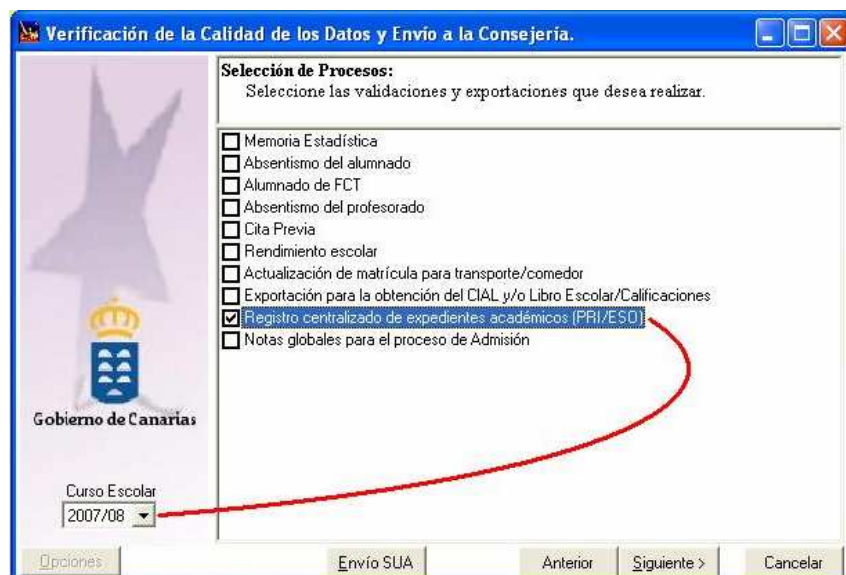 Verificación de la Calidad de los Datos y Envío a la Consejería.
Selección de Procesos:
Seleccione las validaciones y exportaciones que desea realizar.
Memoria Estadística
Absentismo del alumnado
Alumnado de FCT
Absentismo del profesorado
Cita Previa
Rendimiento escolar
Actualización de matrícula para transporte/comedor
Exportación para la obtención del CIAL y/o Libro Escolar/Calificaciones
Registro centralizado de expedientes académicos (PRI/ESO)
Notas globales para el proceso de Admisión
Gobierno de Canarias
Curso Escolar
2007/08
Opciones
Envío SUA
Anterior
Siguiente >
Cancelar